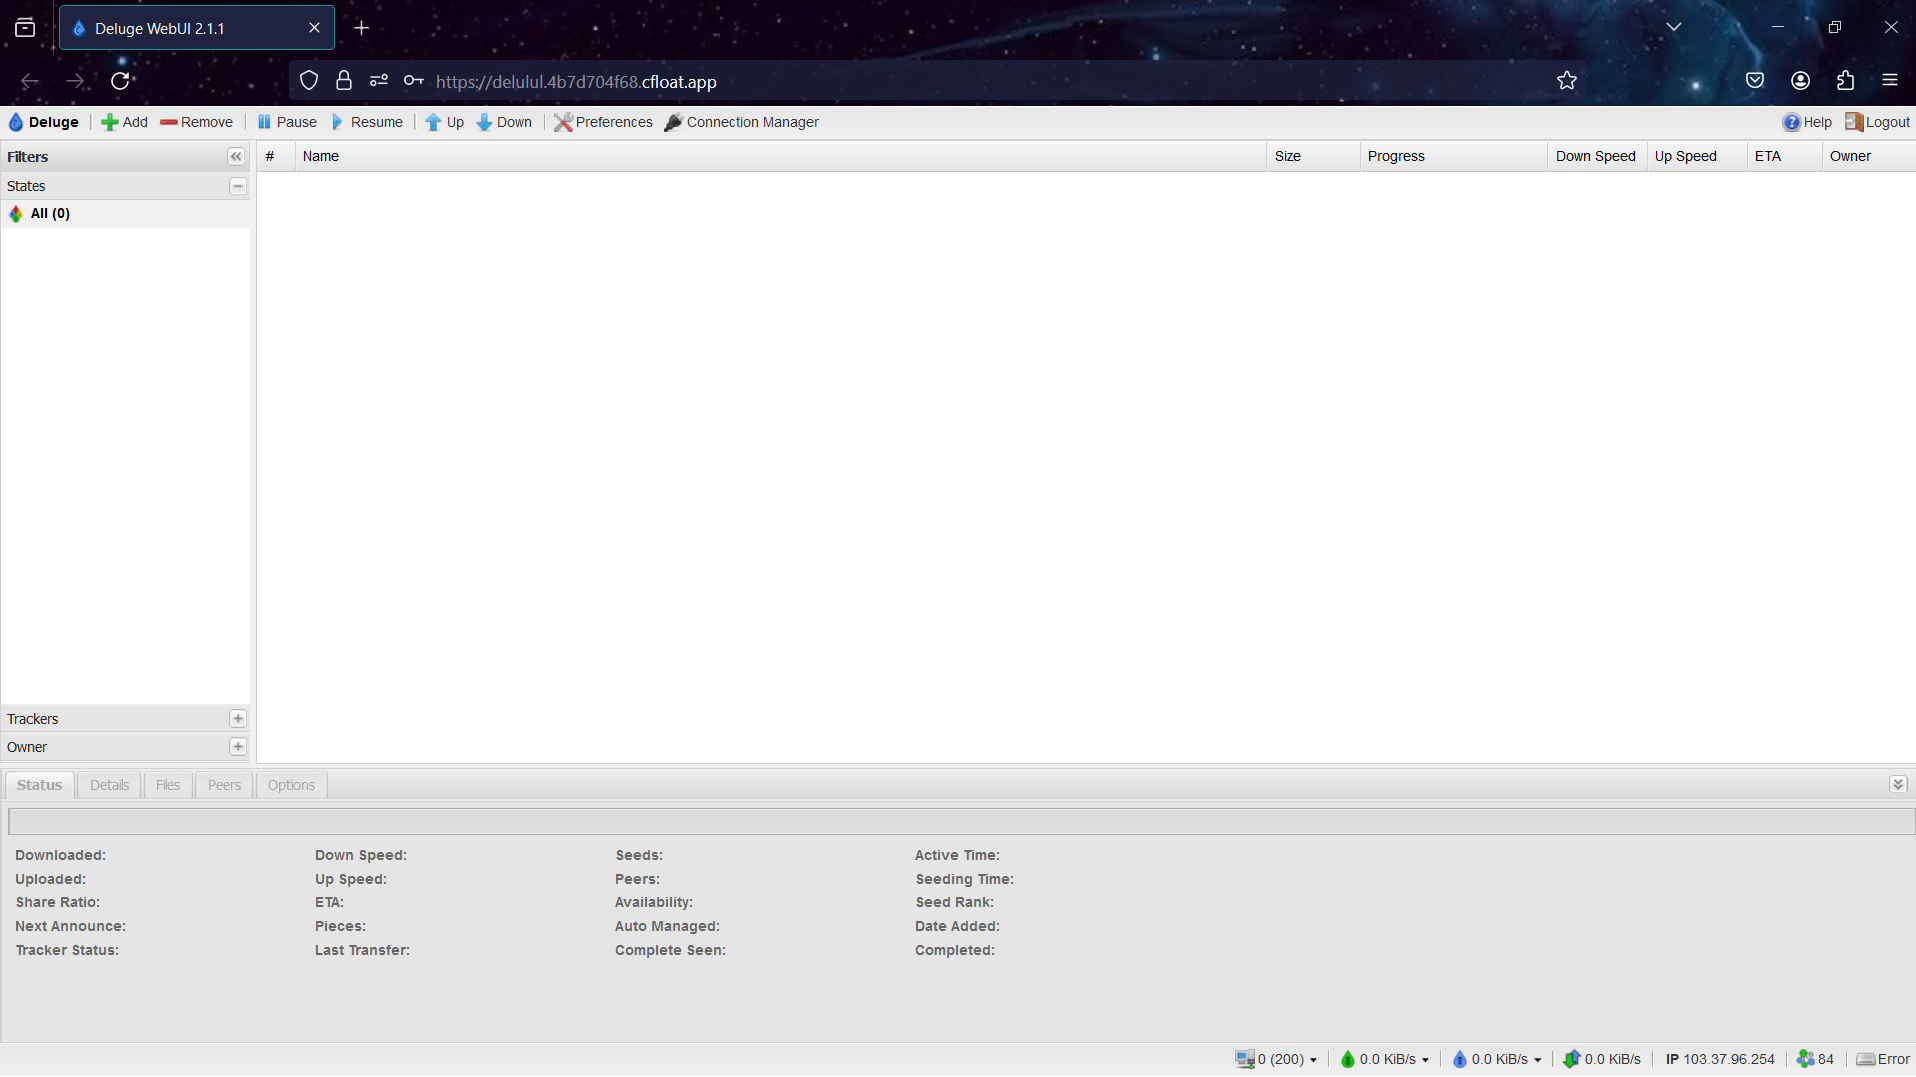 Deluge WebUI 2.1.1
https://delulul.4b7d704f68.cfloat.app
Deluge Add Remove Pause Resume Up Down Preferences Connection Manager Help Logout
Filters
# Name Size Progress Down Speed Up Speed ETA Owner
States
All (0)
Trackers
Owner
Status Details Files Peers Options
Downloaded: Down Speed: Seeds: Active Time:
Uploaded: Up Speed: Peers: Seeding Time:
Share Ratio: ETA: Availability: Seed Rank:
Next Announce: Pieces: Auto Managed: Date Added:
Tracker Status: Last Transfer: Complete Seen: Completed:
0 (200) 0.0 KiB/s 0.0 KiB/s 0.0 KiB/s IP 103.37.96.254 84 Error